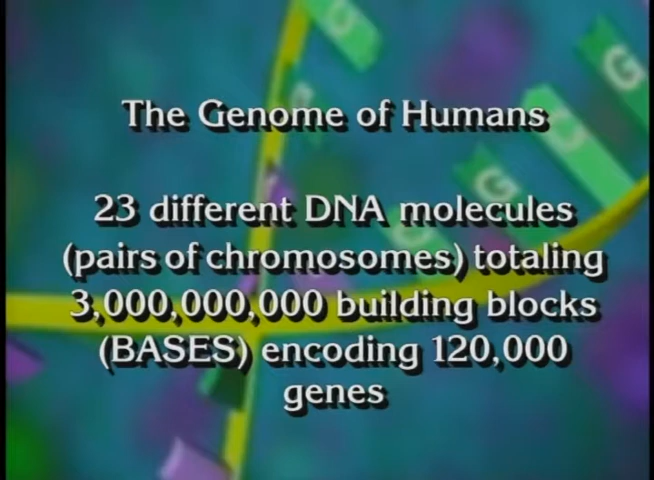 The Genome of Humans
23 different DNA molecules
(pairs of chromosomes) totaling
3,000,000,000 building blocks
(BASES) encoding 120,000
genes
G
G